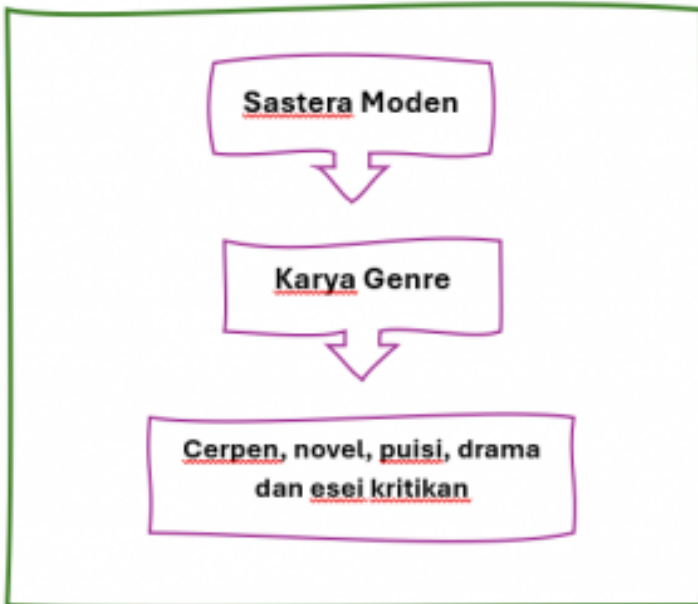 Sastera Moden
Karya Genre
Cerpen, novel, puisi, drama
dan esei kritikan